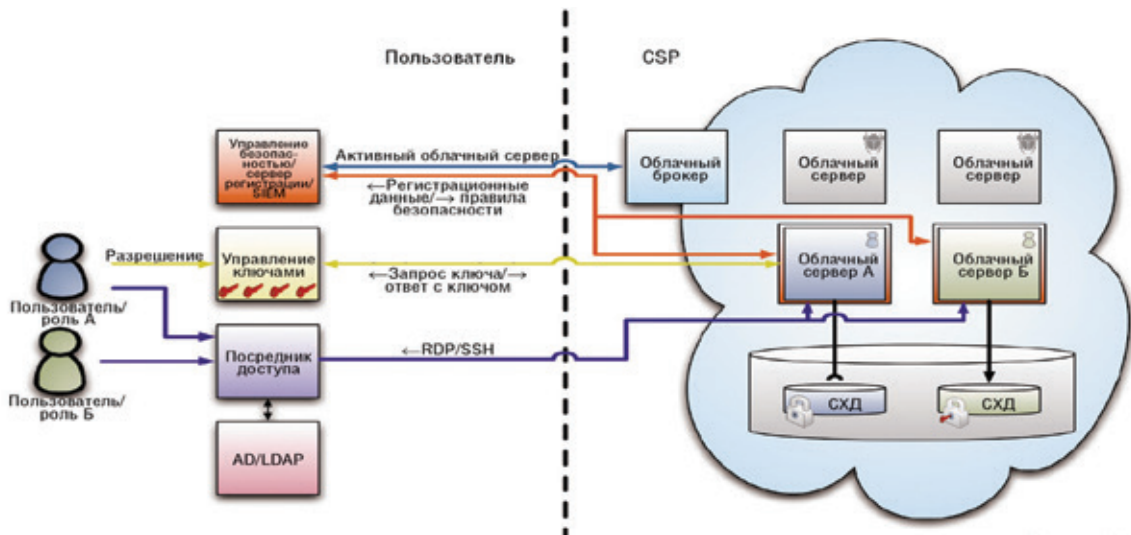 Пользователь
CSP
Управление
безопас-
ностью/
сервер
регистрации/
SIEM
Активный облачный сервер
←Регистрационные
данные/→ правила
безопасности
Облачный
брокер
Облачный
сервер
Облачный
сервер
Разрешение
Управление
ключами
←Запрос ключа/→
ответ с ключом
Облачный
сервер А
Облачный
сервер Б
Пользователь/
роль А
Посредник
доступа
←RDP/SSH
Пользователь/
роль Б
СХД
СХД
AD/LDAP